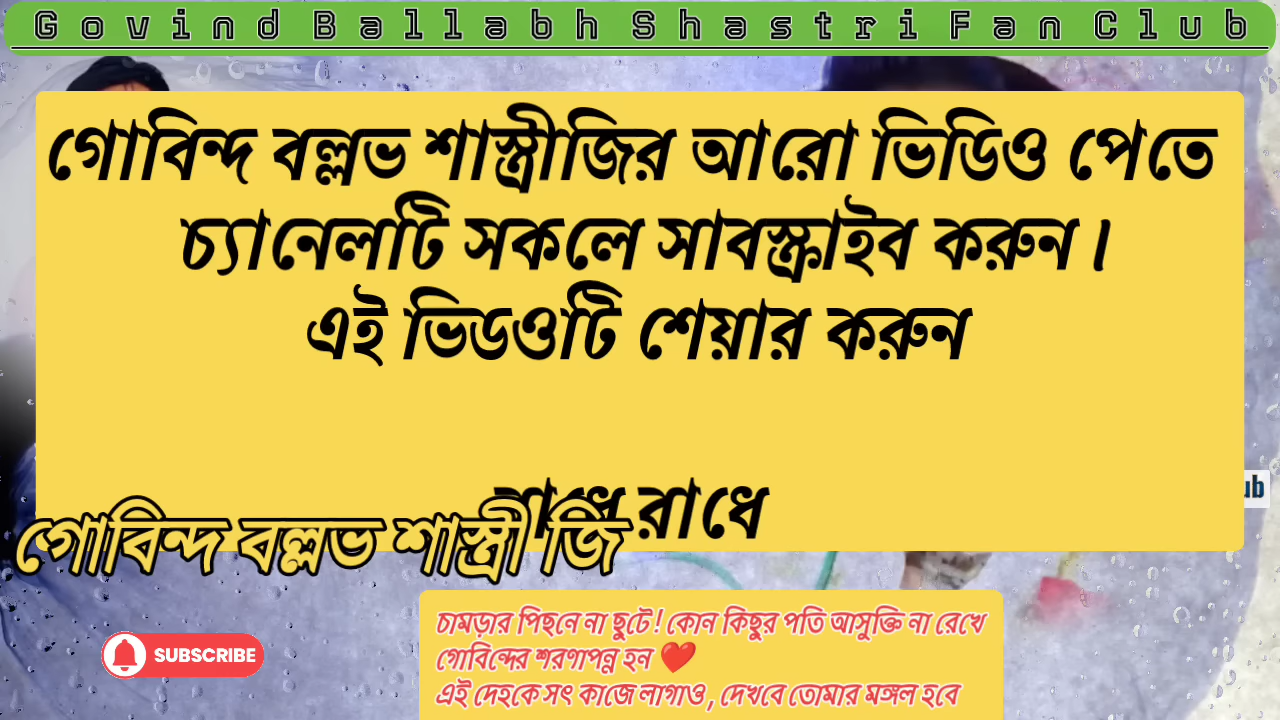 Govind Ballabh Shastri Fan Club
গোবিন্দ বল্লভ শাস্ত্রীজির আরো ভিডিও পেতে
চ্যানেলটি সকলে সাবস্ক্রাইব করুন।
এই ভিডওটি শেয়ার করুন
রাধে রাধে
গোবিন্দ বল্লভ শাস্ত্রী জি
চামড়ার পিছনে না ছুটে! কোন কিছুর পতি আসুক্তি না রেখে
গোবিন্দের শরণাপন্ন হন ❤️
এই দেহকে সৎ কাজে লাগাও, দেখবে তোমার মঙ্গল হবে
SUBSCRIBE